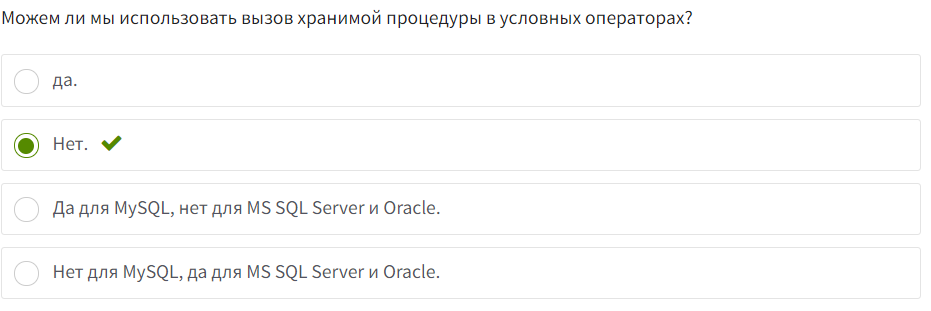 Можем ли мы использовать вызов хранимой процедуры в условных операторах?
да.
Нет.
Да для MySQL, нет для MS SQL Server и Oracle.
Нет для MySQL, да для MS SQL Server и Oracle.